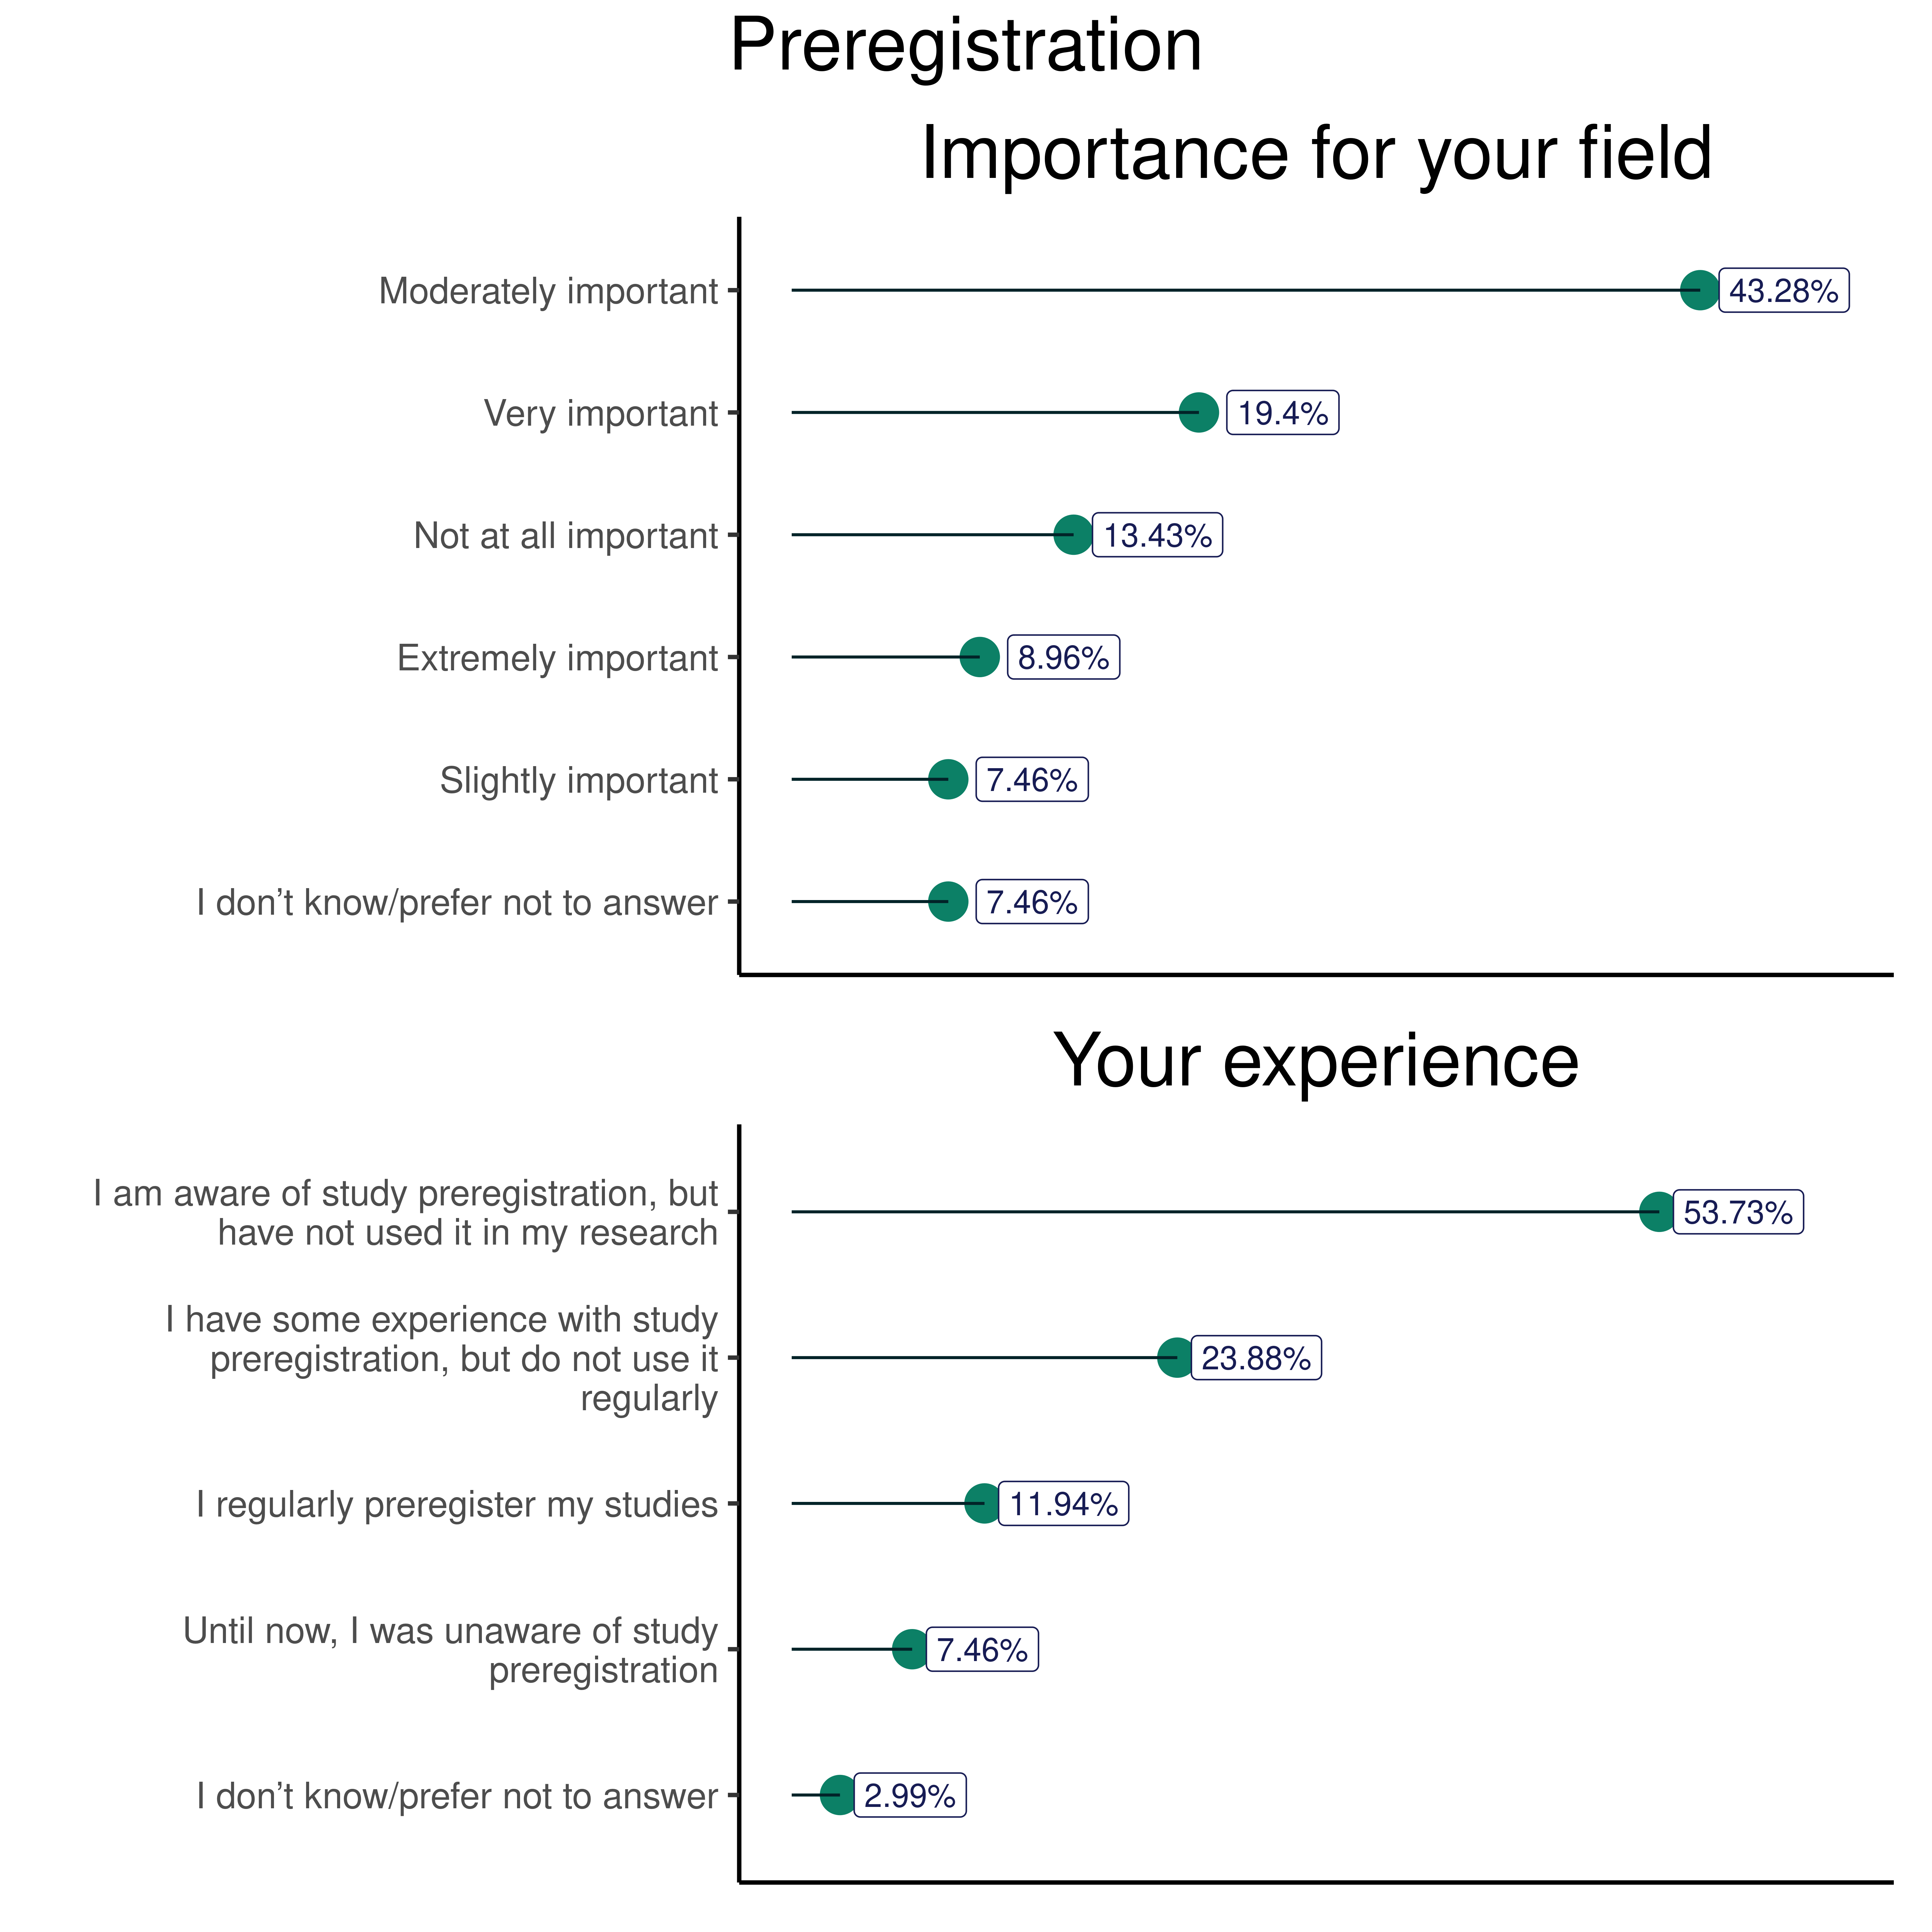 Preregistration
Importance for your field
Moderately important
43.28%
Very important
19.4%
Not at all important
13.43%
Extremely important
8.96%
Slightly important
7.46%
I don’t know/prefer not to answer
7.46%
Your experience
I am aware of study preregistration, but
have not used it in my research
53.73%
I have some experience with study
preregistration, but do not use it
regularly
23.88%
I regularly preregister my studies
11.94%
Until now, I was unaware of study
preregistration
7.46%
I don’t know/prefer not to answer
2.99%